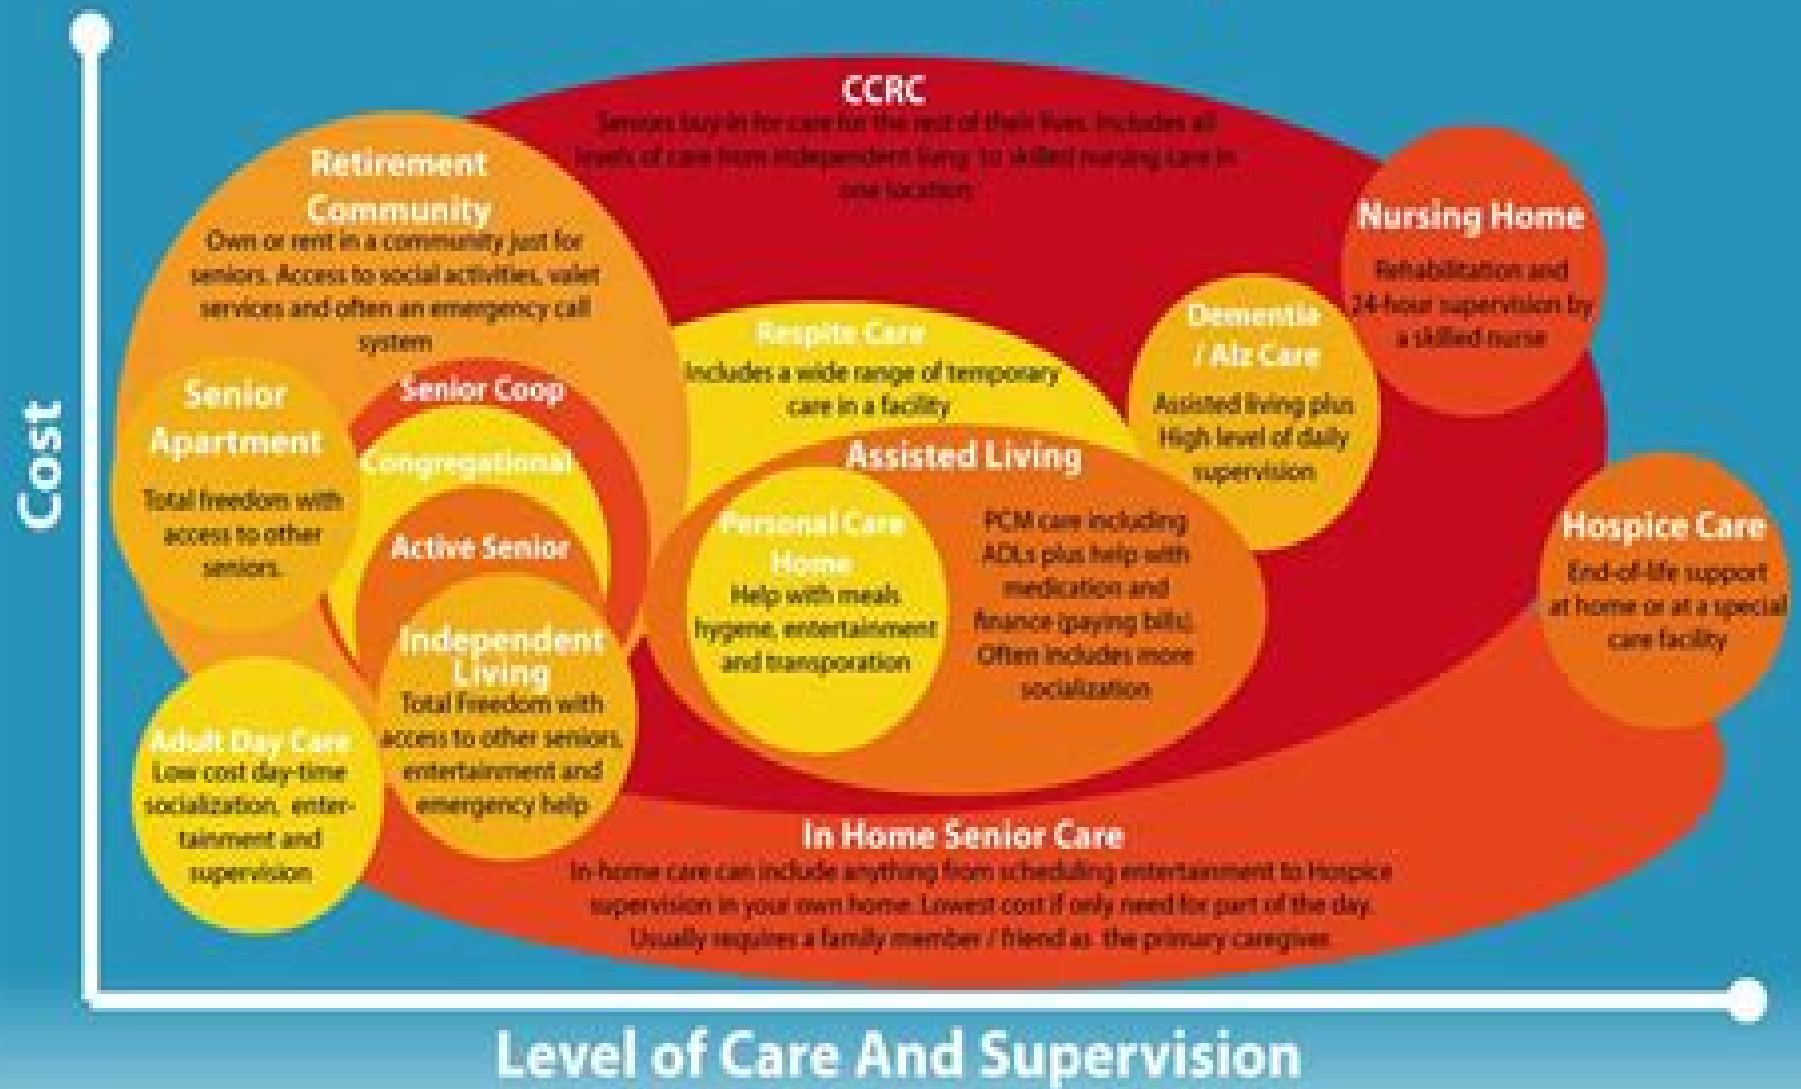 CCRC
Seniors buy-in for care for the rest of their lives. Includes all
levels of care from independent living to skilled nursing care in
one location
Retirement
Community
Own or rent in a community just for
seniors. Access to social activities, valet
services and often an emergency call
system
Nursing Home
Rehabilitation and
24-hour supervision by
a skilled nurse
Dementia
/ Alz Care
Assisted living plus
High level of daily
supervision
Respite Care
Includes a wide range of temporary
care in a facility
Senior
Apartment
Total freedom with
access to other
seniors.
Senior Coop
Congregational
Active Senior
Independent
Living
Total Freedom with
access to other seniors,
entertainment and
emergency help
Assisted Living
PCM care including
ADLs plus help with
medication and
finance (paying bills).
Often includes more
socialization
Personal Care
Home
Help with meals
hygene, entertainment
and transporation
Hospice Care
End-of-life support
at home or at a special
care facility
Adult Day Care
Low cost day-time
socialization, enter-
tainment and
supervision
In Home Senior Care
In-home care can include anything from scheduling entertainment to Hospice
supervision in your own home. Lowest cost if only need for part of the day.
Usually requires a family member / friend as the primary caregiver.
Cost
Level of Care And Supervision